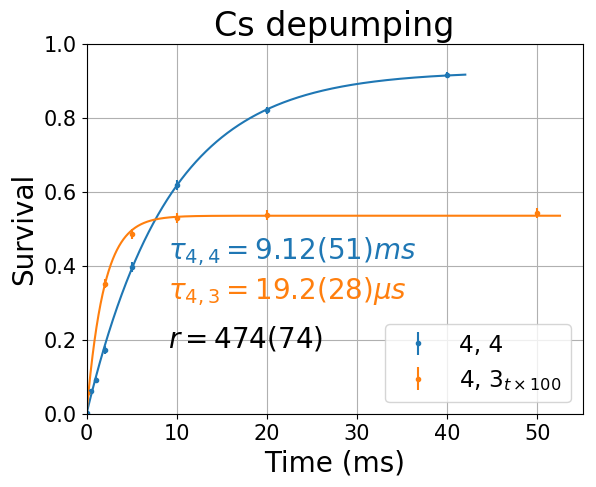 Cs depumping
1.0
0.8
0.6
0.4
0.2
0.0
Survival
τ₄,₄ = 9.12(51)ms
τ₄,₃ = 19.2(28)μs
r = 474(74)
4, 4
4, 3ₜ×₁₀₀
0 10 20 30 40 50
Time (ms)